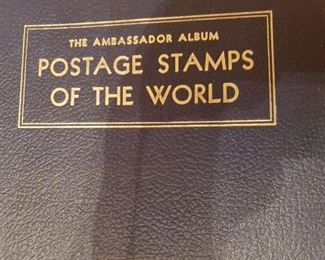 THE AMBASSADOR ALBUM
POSTAGE STAMPS
OF THE WORLD